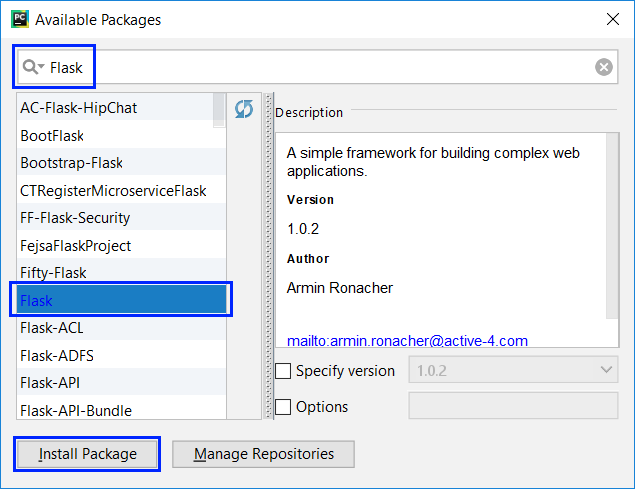 PC
Available Packages
Flask
AC-Flask-HipChat
BootFlask
Bootstrap-Flask
CTRegisterMicroserviceFlask
FF-Flask-Security
FejsaFlaskProject
Fifty-Flask
Flask
Flask-ACL
Flask-ADFS
Flask-API
Flask-API-Bundle
Description
A simple framework for building complex web
applications.
Version
1.0.2
Author
Armin Ronacher
mailto:armin.ronacher@active-4.com
Specify version
1.0.2
Options
Install Package
Manage Repositories